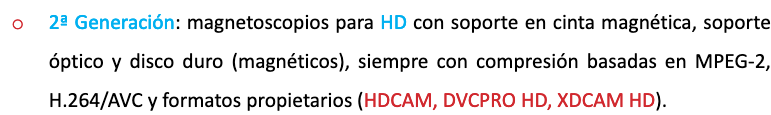 2ª Generación: magnetoscopios para HD con soporte en cinta magnética, soporte
óptico y disco duro (magnéticos), siempre con compresión basadas en MPEG-2,
H.264/AVC y formatos propietarios (HDCAM, DVCPRO HD, XDCAM HD).